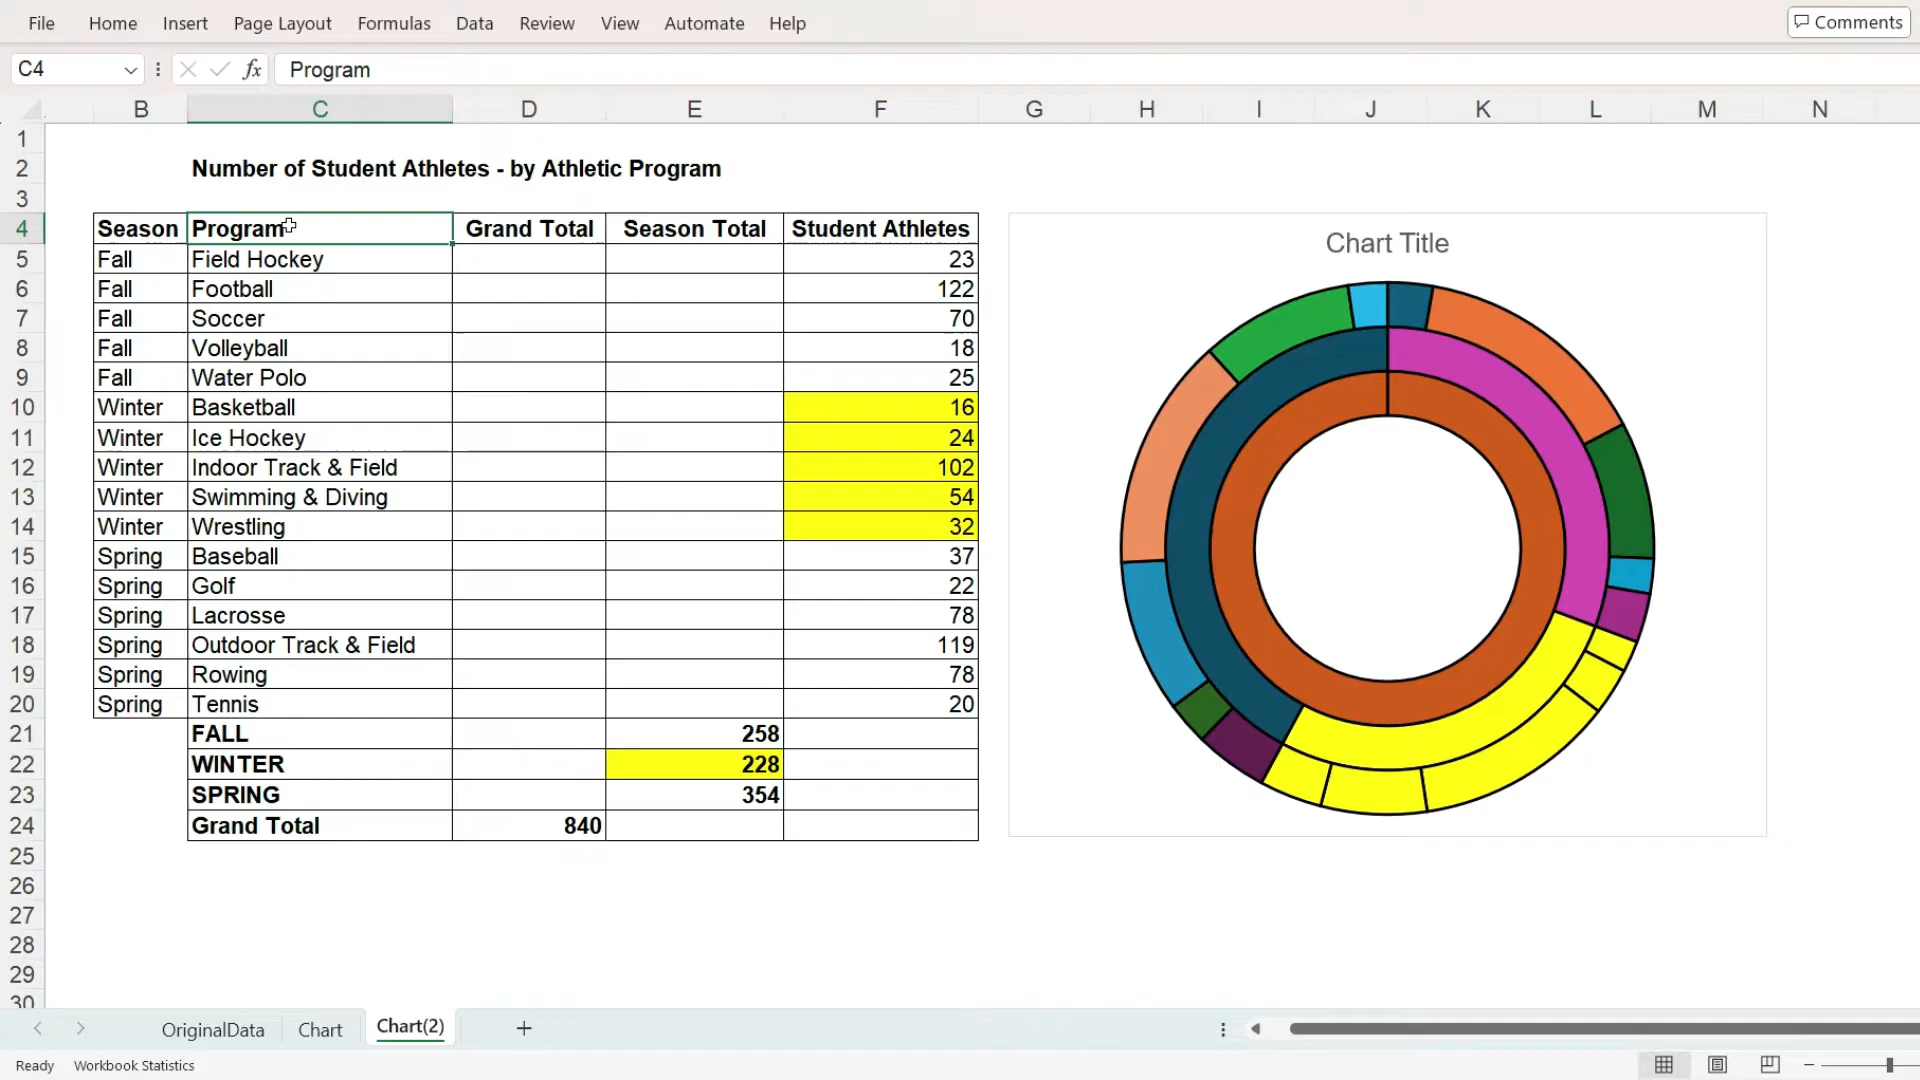 File Home Insert Page Layout Formulas Data Review View Automate Help Comments
C4 fx Program
B C D E F G H I J K L M N
1
2 Number of Student Athletes - by Athletic Program
3
4 Season Program Grand Total Season Total Student Athletes
5 Fall Field Hockey 23
6 Fall Football 122
7 Fall Soccer 70
8 Fall Volleyball 18
9 Fall Water Polo 25
10 Winter Basketball 16
11 Winter Ice Hockey 24
12 Winter Indoor Track & Field 102
13 Winter Swimming & Diving 54
14 Winter Wrestling 32
15 Spring Baseball 37
16 Spring Golf 22
17 Spring Lacrosse 78
18 Spring Outdoor Track & Field 119
19 Spring Rowing 78
20 Spring Tennis 20
21 FALL 258
22 WINTER 228
23 SPRING 354
24 Grand Total 840
25
26
27
28
29
30
Chart Title
OriginalData Chart Chart(2)
Ready Workbook Statistics